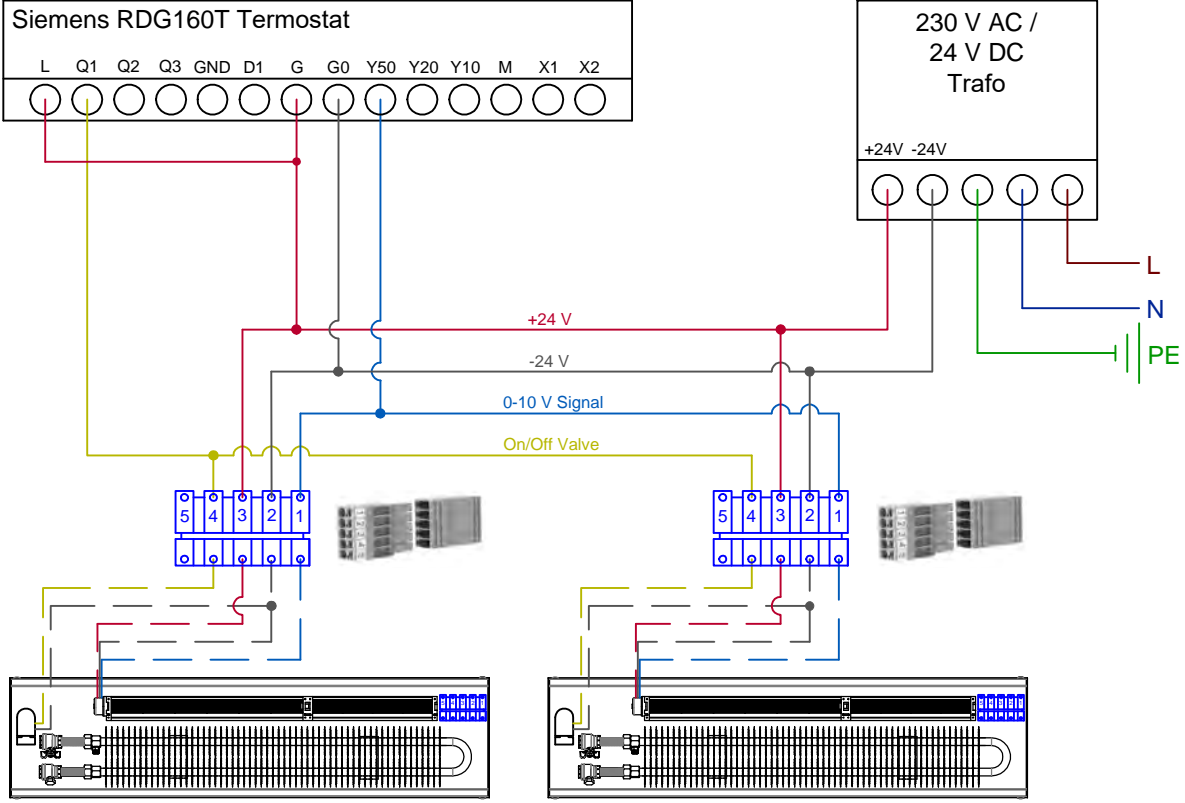 Siemens RDG160T Termostat
L Q1 Q2 Q3 GND D1 G G0 Y50 Y20 Y10 M X1 X2
230 V AC /
24 V DC
Trafo
+24V -24V
L
N
PE
+24 V
-24 V
0-10 V Signal
On/Off Valve
5 4 3 2 1
5 4 3 2 1